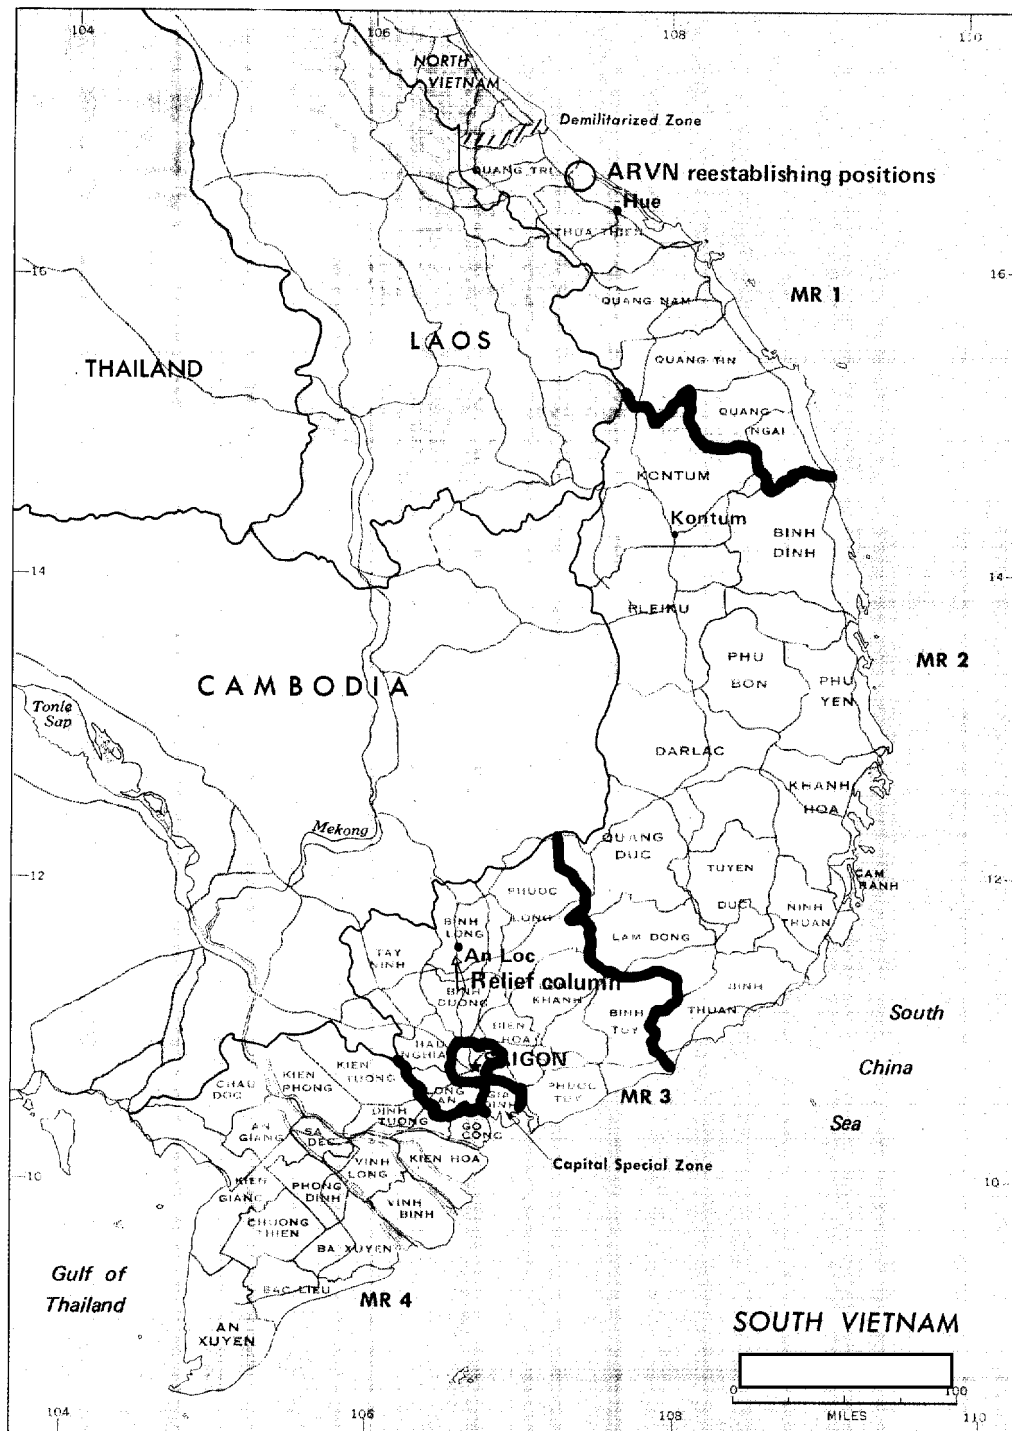 104
106
108
110
NORTH
VIETNAM
Demilitarized Zone
QUANG TRI
ARVN reestablishing positions
Hue
THUA THIEN
16
16
QUANG NAM
MR 1
LAOS
THAILAND
QUANG TIN
QUANG
NGAI
KONTUM
Kontum
BINH
DINH
14
14
PLEIKU
PHU
BON
MR 2
PHU
YEN
CAMBODIA
Tonle
Sap
DARLAC
KHANH
HOA
Mekong
QUANG
DUC
TUYEN
DUC
CAM
RANH
12
12
PHUOC
LONG
NINH
THUAN
BINH
LONG
LAM DONG
TAY
NINH
An Loc
Relief column
BINH
DUONG
KHANH
BINH
TUY
BINH
THUAN
BIEN
HOA
HAU
NGHIA
SAIGON
South
China
Sea
KIEN
TUONG
KIEN
PHONG
CHAU
DOC
LONG
AN
GIA
DINH
PHUOC
TUY
MR 3
DINH
TUONG
GO
CONG
AN
GIANG
SA
DEC
Capital Special Zone
VINH
LONG
KIEN HOA
10
10
KIEN
GIANG
PHONG
DINH
VINH
BINH
CHUONG
THIEN
BA XUYEN
Gulf of
Thailand
BAC LIEU
MR 4
AN
XUYEN
SOUTH VIETNAM
0
100
MILES
104
106
108
110